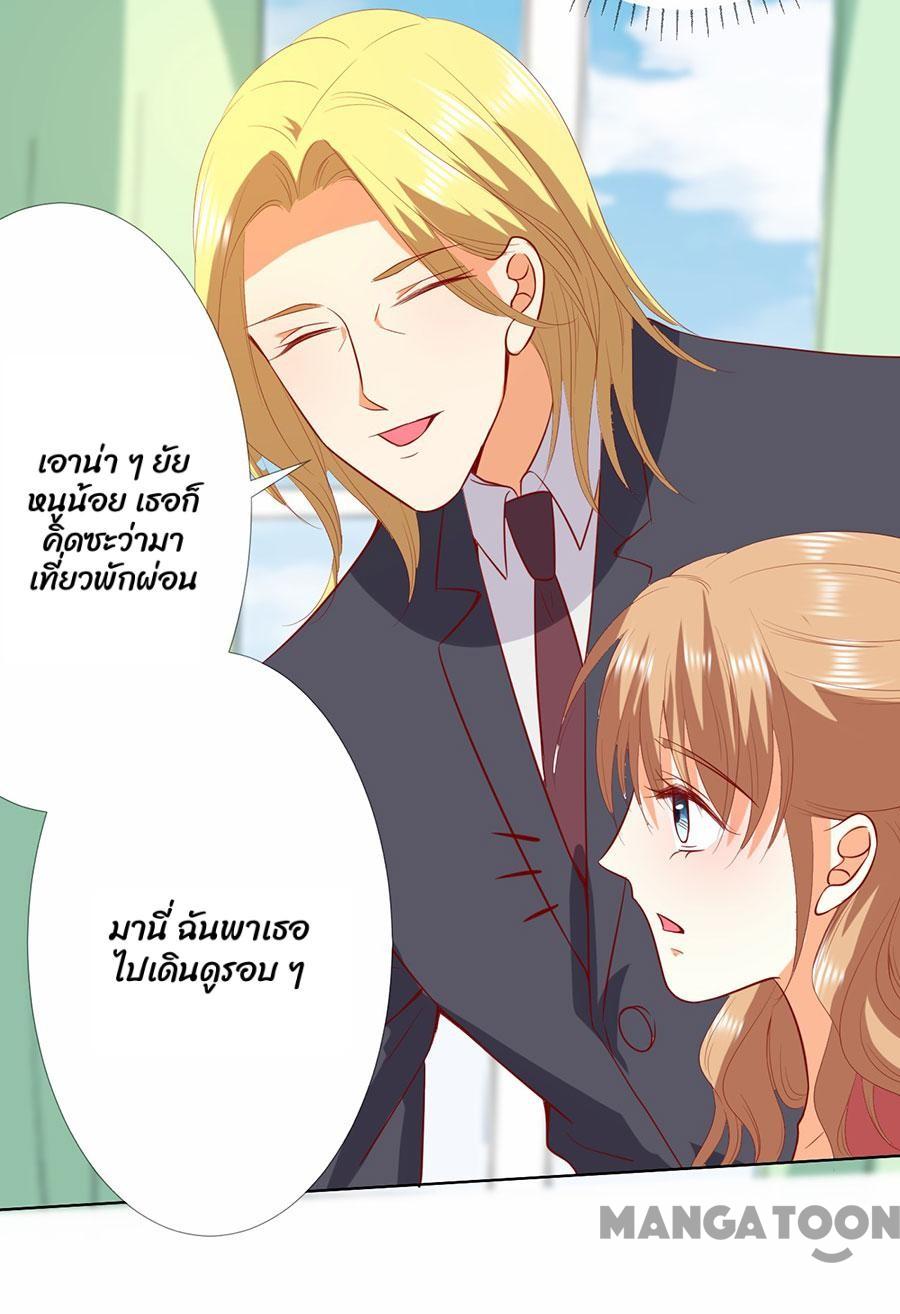 เอาน่า ๆ ยัย
หนูน้อย เธอก็
คิดซะว่ามา
เที่ยวพักผ่อน
มานี่ ฉันพาเธอ
ไปเดินดูรอบ ๆ
MANGATOON